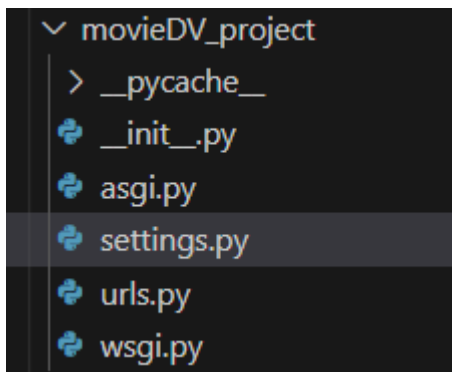 movieDV_project
__pycache__
__init__.py
asgi.py
settings.py
urls.py
wsgi.py